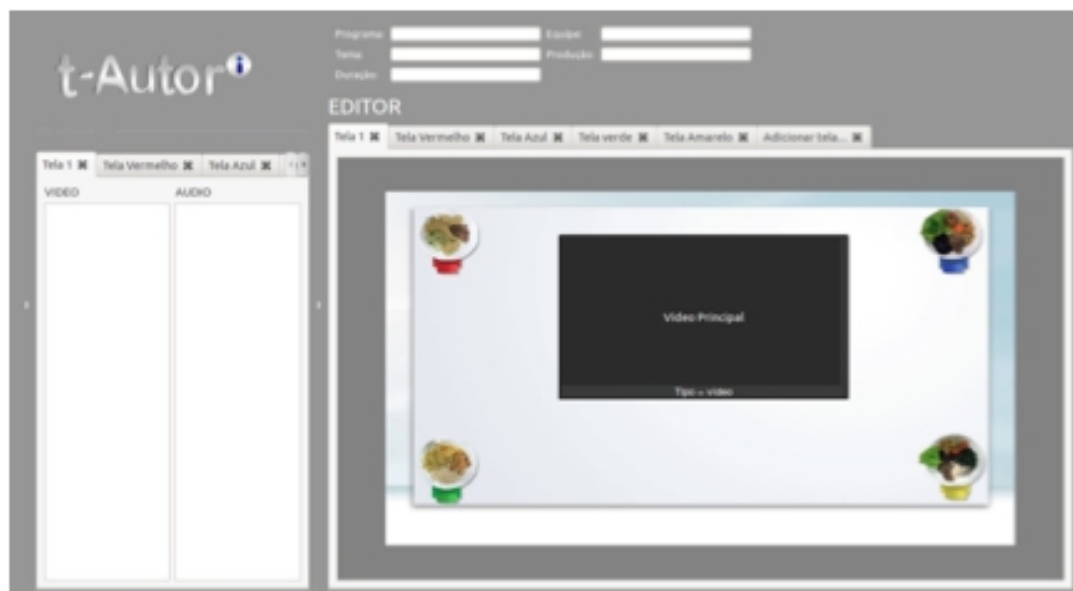 t-Autor i
Programa:
Equipe:
Tema:
Produção:
Duração:
EDITOR
Tela 1 Tela Vermelho Tela Azul Tela verde Tela Amarelo Adicionar tela...
Tela 1 Tela Vermelho Tela Azul
VIDEO AUDIO
Video Principal
Tipo = Video